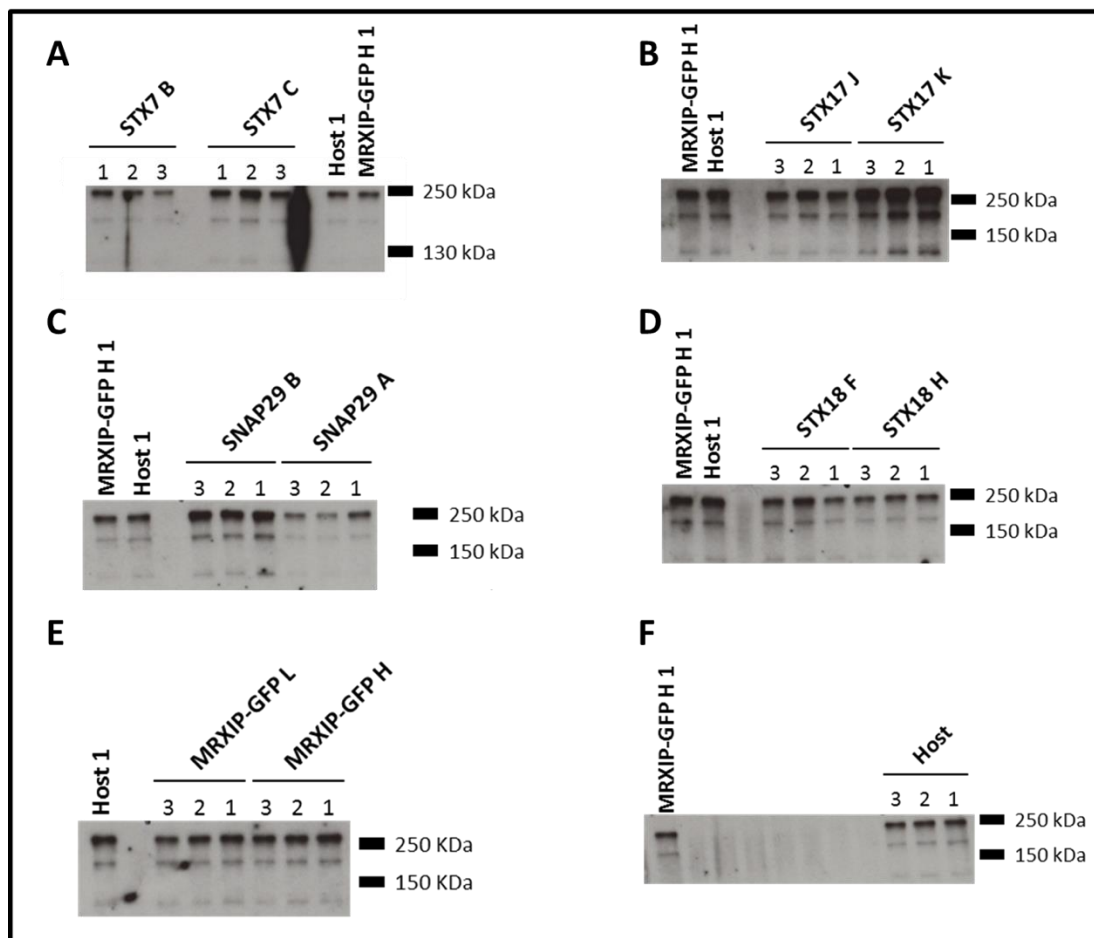 A
STX7 B
STX7 C
Host 1
MRXIP-GFP H 1
1 2 3 1 2 3
250 kDa
130 kDa
B
MRXIP-GFP H 1
Host 1
STX17 J
STX17 K
3 2 1 3 2 1
250 kDa
150 kDa
C
MRXIP-GFP H 1
Host 1
SNAP29 B
SNAP29 A
3 2 1 3 2 1
250 kDa
150 kDa
D
MRXIP-GFP H 1
Host 1
STX18 F
STX18 H
3 2 1 3 2 1
250 kDa
150 kDa
E
Host 1
MRXIP-GFP L
MRXIP-GFP H
3 2 1 3 2 1
250 KDa
150 KDa
F
MRXIP-GFP H 1
Host
3 2 1
250 kDa
150 kDa